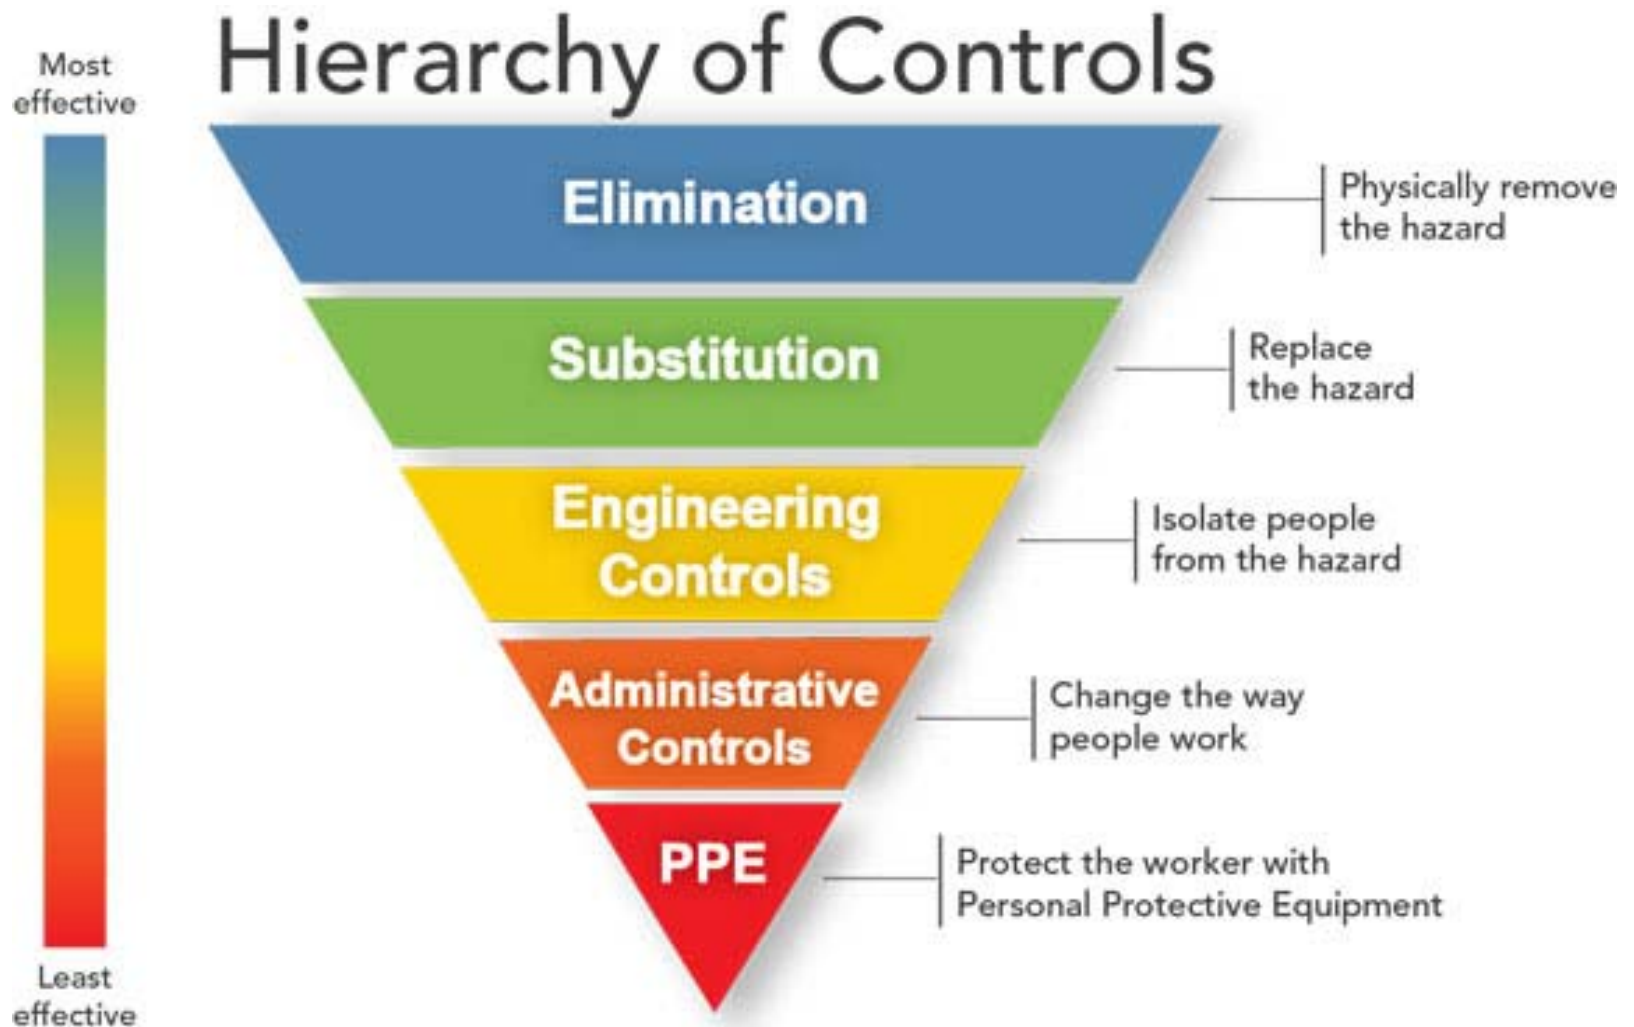 Hierarchy of Controls
Most
effective
Elimination
Physically remove
the hazard
Substitution
Replace
the hazard
Engineering
Controls
Isolate people
from the hazard
Administrative
Controls
Change the way
people work
PPE
Protect the worker with
Personal Protective Equipment
Least
effective